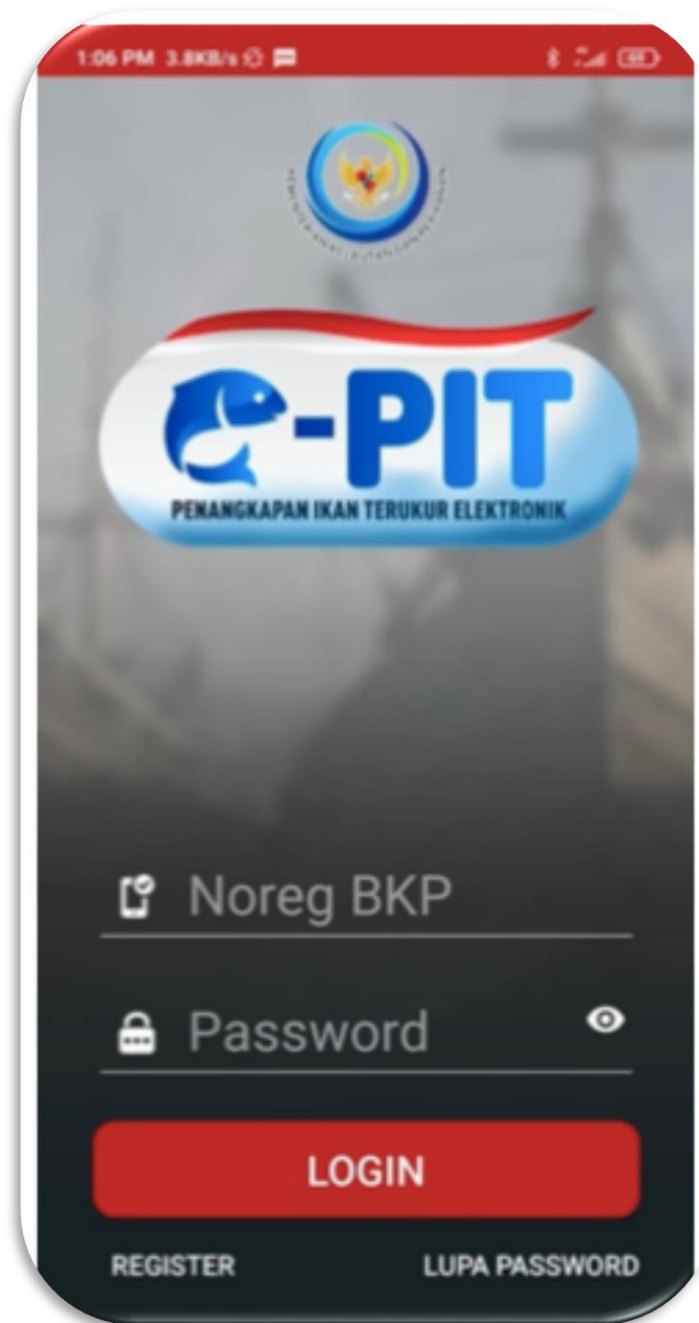 1:06 PM 3.8KB/s
e-PIT
PENANGKAPAN IKAN TERUKUR ELEKTRONIK
Noreg BKP
Password
LOGIN
REGISTER LUPA PASSWORD